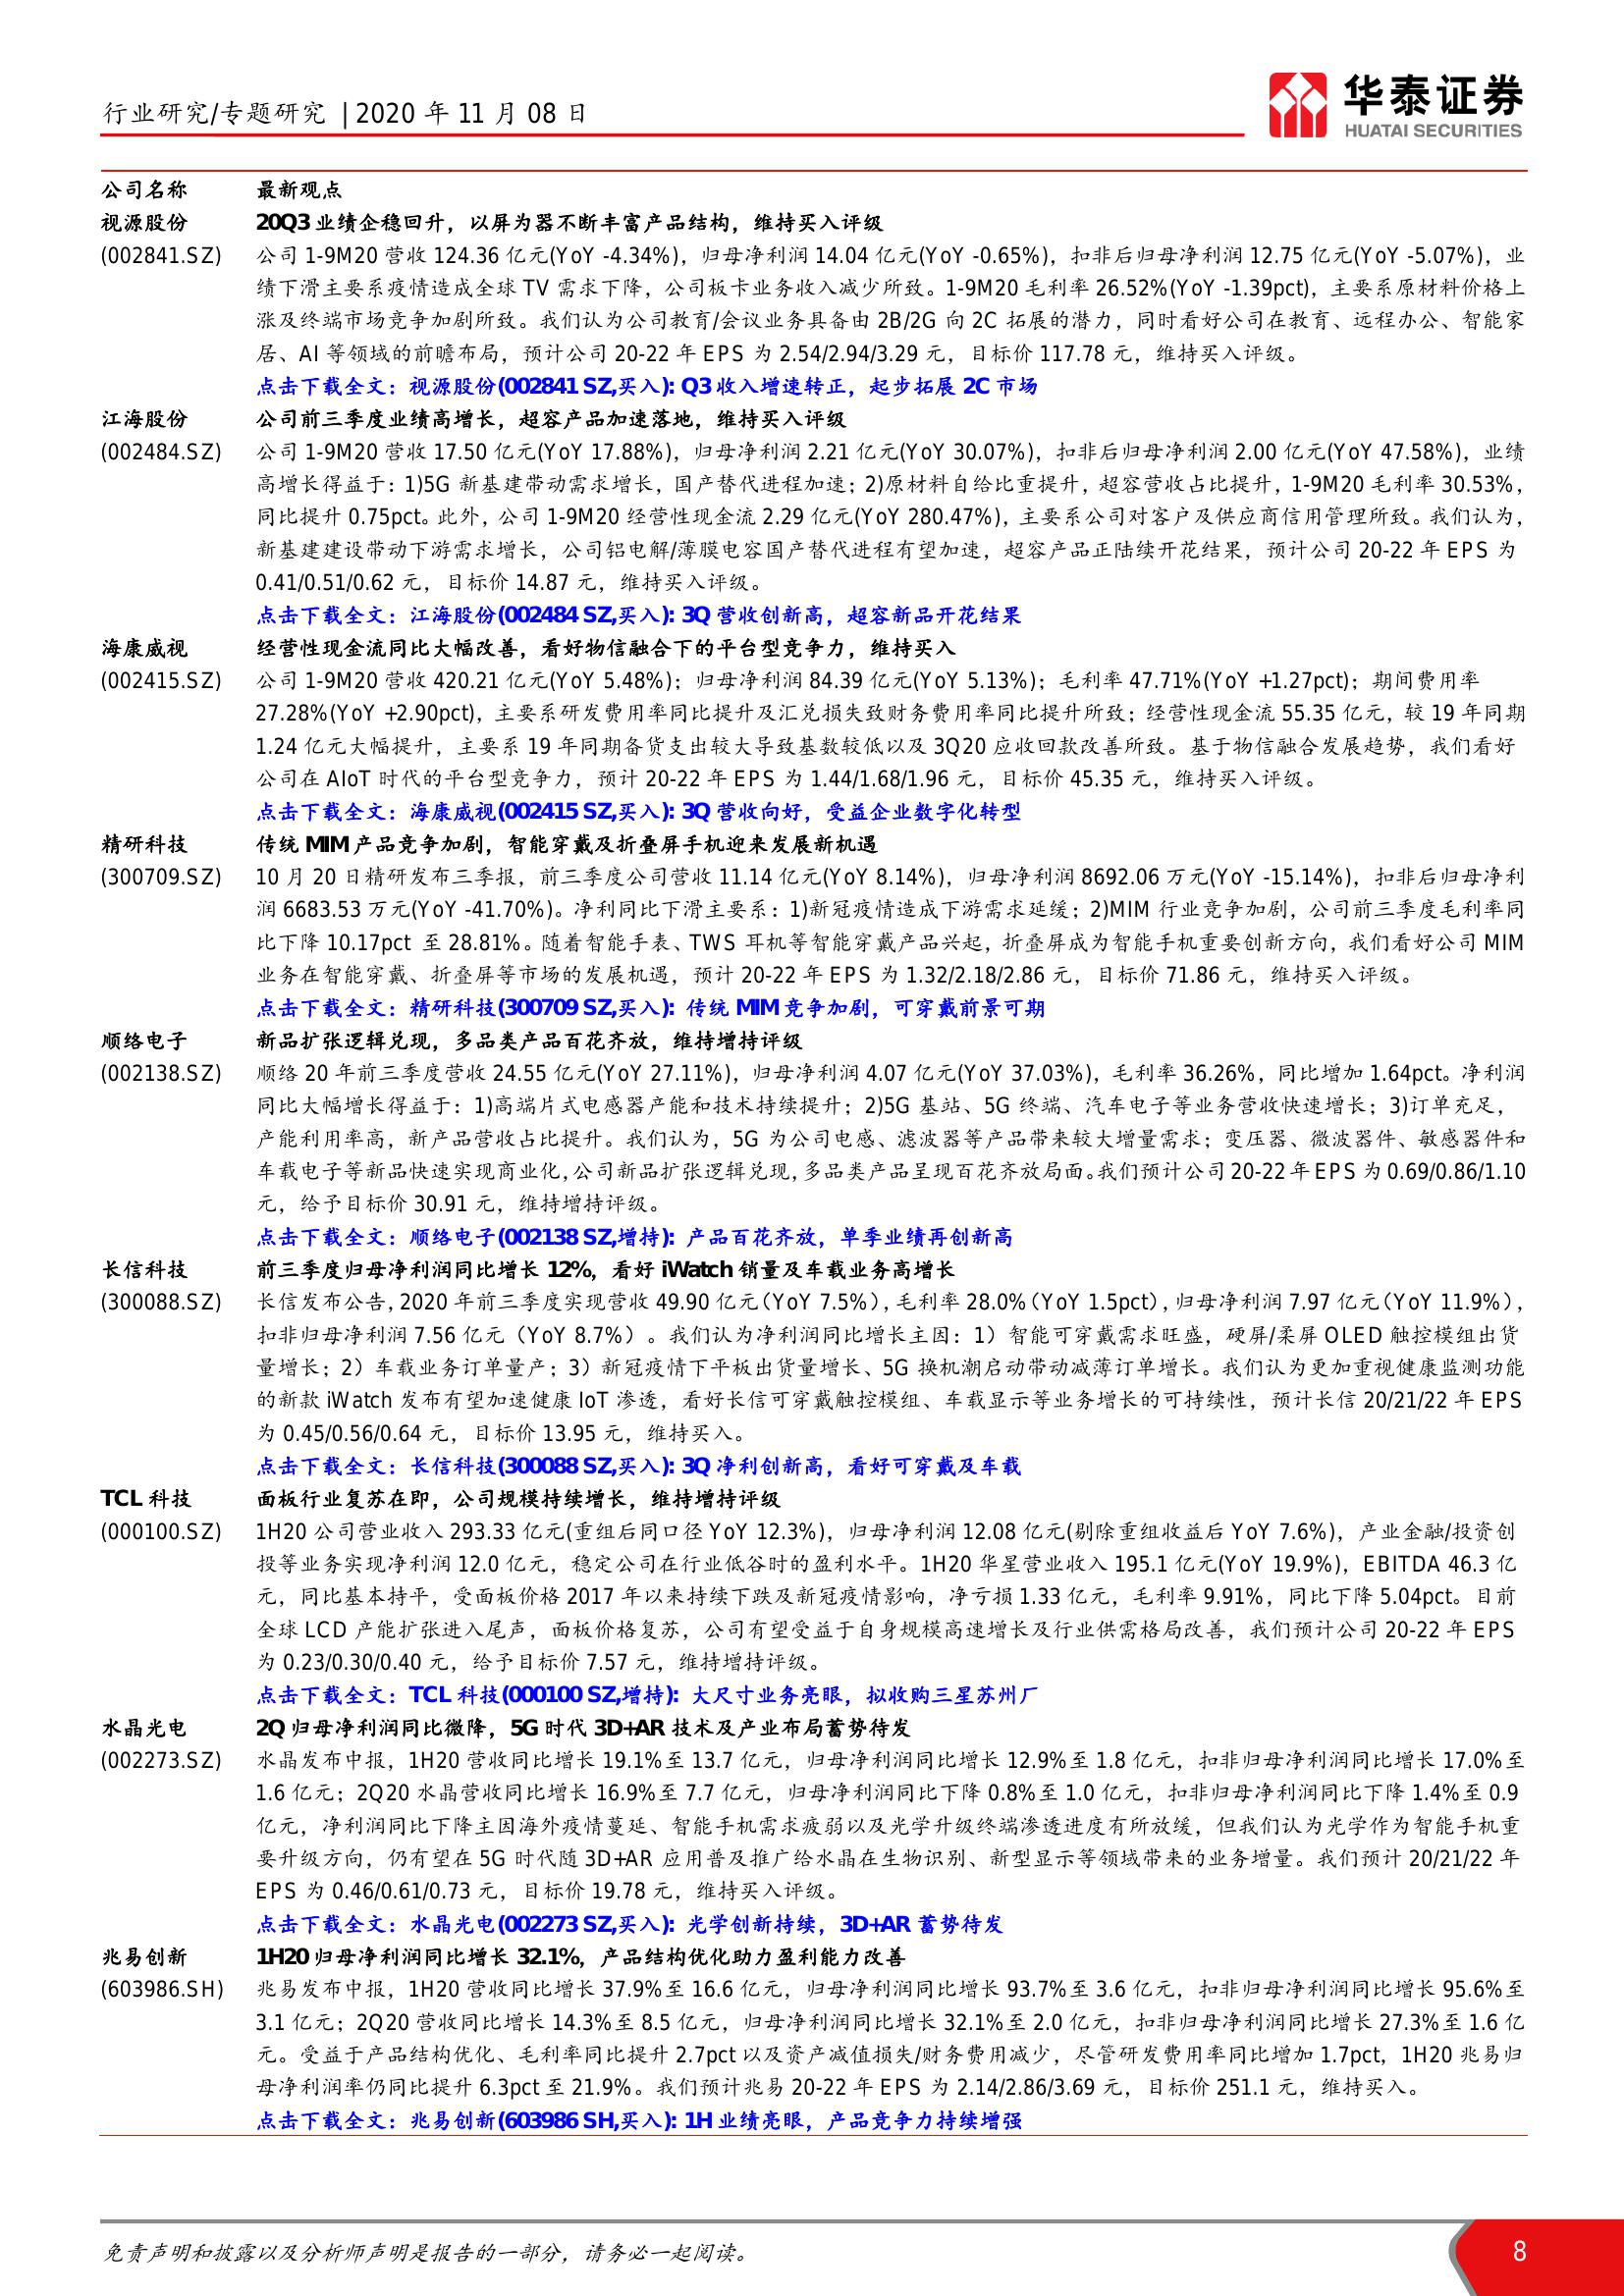 行业研究/专题研究 | 2020 年 11 月 08 日
华泰证券
HUATAI SECURITIES
公司名称 最新观点
视源股份 20Q3 业绩企稳回升，以屏为器不断丰富产品结构，维持买入评级
(002841.SZ) 公司 1-9M20 营收 124.36 亿元(YoY -4.34%)，归母净利润 14.04 亿元(YoY -0.65%)，扣非后归母净利润 12.75 亿元(YoY -5.07%)，业
绩下滑主要系疫情造成全球 TV 需求下降，公司板卡业务收入减少所致。1-9M20 毛利率 26.52%(YoY -1.39pct)，主要系原材料价格上
涨及终端市场竞争加剧所致。我们认为公司教育/会议业务具备由 2B/2G 向 2C 拓展的潜力，同时看好公司在教育、远程办公、智能家
居、AI 等领域的前瞻布局，预计公司 20-22 年 EPS 为 2.54/2.94/3.29 元，目标价 117.78 元，维持买入评级。
点击下载全文：视源股份(002841 SZ,买入): Q3 收入增速转正，起步拓展 2C 市场
江海股份 公司前三季度业绩高增长，超容产品加速落地，维持买入评级
(002484.SZ) 公司 1-9M20 营收 17.50 亿元(YoY 17.88%)，归母净利润 2.21 亿元(YoY 30.07%)，扣非后归母净利润 2.00 亿元(YoY 47.58%)，业绩
高增长得益于：1)5G 新基建带动需求增长，国产替代进程加速；2)原材料自给比重提升，超容营收占比提升，1-9M20 毛利率 30.53%，
同比提升 0.75pct。此外，公司 1-9M20 经营性现金流 2.29 亿元(YoY 280.47%)，主要系公司对客户及供应商信用管理所致。我们认为，
新基建建设带动下游需求增长，公司铝电解/薄膜电容国产替代进程有望加速，超容产品正陆续开花结果，预计公司 20-22 年 EPS 为
0.41/0.51/0.62 元，目标价 14.87 元，维持买入评级。
点击下载全文：江海股份(002484 SZ,买入): 3Q 营收创新高，超容新品开花结果
海康威视 经营性现金流同比大幅改善，看好物信融合下的平台型竞争力，维持买入
(002415.SZ) 公司 1-9M20 营收 420.21 亿元(YoY 5.48%)；归母净利润 84.39 亿元(YoY 5.13%)；毛利率 47.71%(YoY +1.27pct)；期间费用率
27.28%(YoY +2.90pct)，主要系研发费用率同比提升及汇兑损失致财务费用率同比提升所致；经营性现金流 55.35 亿元，较 19 年同期
1.24 亿元大幅提升，主要系 19 年同期备货支出较大导致基数较低以及 3Q20 应收回款改善所致。基于物信融合发展趋势，我们看好
公司在 AIoT 时代的平台型竞争力，预计 20-22 年 EPS 为 1.44/1.68/1.96 元，目标价 45.35 元，维持买入评级。
点击下载全文：海康威视(002415 SZ,买入): 3Q 营收向好，受益企业数字化转型
精研科技 传统 MIM 产品竞争加剧，智能穿戴及折叠屏手机迎来发展新机遇
(300709.SZ) 10 月 20 日精研发布三季报，前三季度公司营收 11.14 亿元(YoY 8.14%)，归母净利润 8692.06 万元(YoY -15.14%)，扣非后归母净利
润 6683.53 万元(YoY -41.70%)。净利同比下滑主要系：1)新冠疫情造成下游需求延缓；2)MIM 行业竞争加剧，公司前三季度毛利率同
比下降 10.17pct 至 28.81%。随着智能手表、TWS 耳机等智能穿戴产品兴起，折叠屏成为智能手机重要创新方向，我们看好公司 MIM
业务在智能穿戴、折叠屏等市场的发展机遇，预计 20-22 年 EPS 为 1.32/2.18/2.86 元，目标价 71.86 元，维持买入评级。
点击下载全文：精研科技(300709 SZ,买入): 传统 MIM 竞争加剧，可穿戴前景可期
顺络电子 新品扩张逻辑兑现，多品类产品百花齐放，维持增持评级
(002138.SZ) 顺络 20 年前三季度营收 24.55 亿元(YoY 27.11%)，归母净利润 4.07 亿元(YoY 37.03%)，毛利率 36.26%，同比增加 1.64pct。净利润
同比大幅增长得益于：1)高端片式电感器产能和技术持续提升；2)5G 基站、5G 终端、汽车电子等业务营收快速增长；3)订单充足，
产能利用率高，新产品营收占比提升。我们认为，5G 为公司电感、滤波器等产品带来较大增量需求；变压器、微波器件、敏感器件和
车载电子等新品快速实现商业化,公司新品扩张逻辑兑现,多品类产品呈现百花齐放局面。我们预计公司 20-22 年 EPS 为 0.69/0.86/1.10
元，给予目标价 30.91 元，维持增持评级。
点击下载全文：顺络电子(002138 SZ,增持): 产品百花齐放，单季业绩再创新高
长信科技 前三季度归母净利润同比增长 12%，看好 iWatch 销量及车载业务高增长
(300088.SZ) 长信发布公告，2020 年前三季度实现营收 49.90 亿元（YoY 7.5%），毛利率 28.0%（YoY 1.5pct），归母净利润 7.97 亿元（YoY 11.9%），
扣非归母净利润 7.56 亿元（YoY 8.7%）。我们认为净利润同比增长主因：1）智能可穿戴需求旺盛，硬屏/柔屏 OLED 触控模组出货
量增长；2）车载业务订单量产；3）新冠疫情下平板出货量增长、5G 换机潮启动带动减薄订单增长。我们认为更加重视健康监测功能
的新款 iWatch 发布有望加速健康 IoT 渗透，看好长信可穿戴触控模组、车载显示等业务增长的可持续性，预计长信 20/21/22 年 EPS
为 0.45/0.56/0.64 元，目标价 13.95 元，维持买入。
点击下载全文：长信科技(300088 SZ,买入): 3Q 净利创新高，看好可穿戴及车载
TCL 科技 面板行业复苏在即，公司规模持续增长，维持增持评级
(000100.SZ) 1H20 公司营业收入 293.33 亿元(重组后同口径 YoY 12.3%)，归母净利润 12.08 亿元(剔除重组收益后 YoY 7.6%)，产业金融/投资创
投等业务实现净利润 12.0 亿元，稳定公司在行业低谷时的盈利水平。1H20 华星营业收入 195.1 亿元(YoY 19.9%)，EBITDA 46.3 亿
元，同比基本持平，受面板价格 2017 年以来持续下跌及新冠疫情影响，净亏损 1.33 亿元，毛利率 9.91%，同比下降 5.04pct。目前
全球 LCD 产能扩张进入尾声，面板价格复苏，公司有望受益于自身规模高速增长及行业供需格局改善，我们预计公司 20-22 年 EPS
为 0.23/0.30/0.40 元，给予目标价 7.57 元，维持增持评级。
点击下载全文：TCL 科技(000100 SZ,增持): 大尺寸业务亮眼，拟收购三星苏州厂
水晶光电 2Q 归母净利润同比微降，5G 时代 3D+AR 技术及产业布局蓄势待发
(002273.SZ) 水晶发布中报，1H20 营收同比增长 19.1%至 13.7 亿元，归母净利润同比增长 12.9%至 1.8 亿元，扣非归母净利润同比增长 17.0%至
1.6 亿元；2Q20 水晶营收同比增长 16.9%至 7.7 亿元，归母净利润同比下降 0.8%至 1.0 亿元，扣非归母净利润同比下降 1.4%至 0.9
亿元，净利润同比下降主因海外疫情蔓延、智能手机需求疲弱以及光学升级终端渗透进度有所放缓，但我们认为光学作为智能手机重
要升级方向，仍有望在 5G 时代随 3D+AR 应用普及推广给水晶在生物识别、新型显示等领域带来的业务增量。我们预计 20/21/22 年
EPS 为 0.46/0.61/0.73 元，目标价 19.78 元，维持买入评级。
点击下载全文：水晶光电(002273 SZ,买入): 光学创新持续，3D+AR 蓄势待发
兆易创新 1H20 归母净利润同比增长 32.1%，产品结构优化助力盈利能力改善
(603986.SH) 兆易发布中报，1H20 营收同比增长 37.9%至 16.6 亿元，归母净利润同比增长 93.7%至 3.6 亿元，扣非归母净利润同比增长 95.6%至
3.1 亿元；2Q20 营收同比增长 14.3%至 8.5 亿元，归母净利润同比增长 32.1%至 2.0 亿元，扣非归母净利润同比增长 27.3%至 1.6 亿
元。受益于产品结构优化、毛利率同比提升 2.7pct 以及资产减值损失/财务费用减少，尽管研发费用率同比增加 1.7pct，1H20 兆易归
母净利润率仍同比提升 6.3pct 至 21.9%。我们预计兆易 20-22 年 EPS 为 2.14/2.86/3.69 元，目标价 251.1 元，维持买入。
点击下载全文：兆易创新(603986 SH,买入): 1H 业绩亮眼，产品竞争力持续增强
免责声明和披露以及分析师声明是报告的一部分，请务必一起阅读。 8